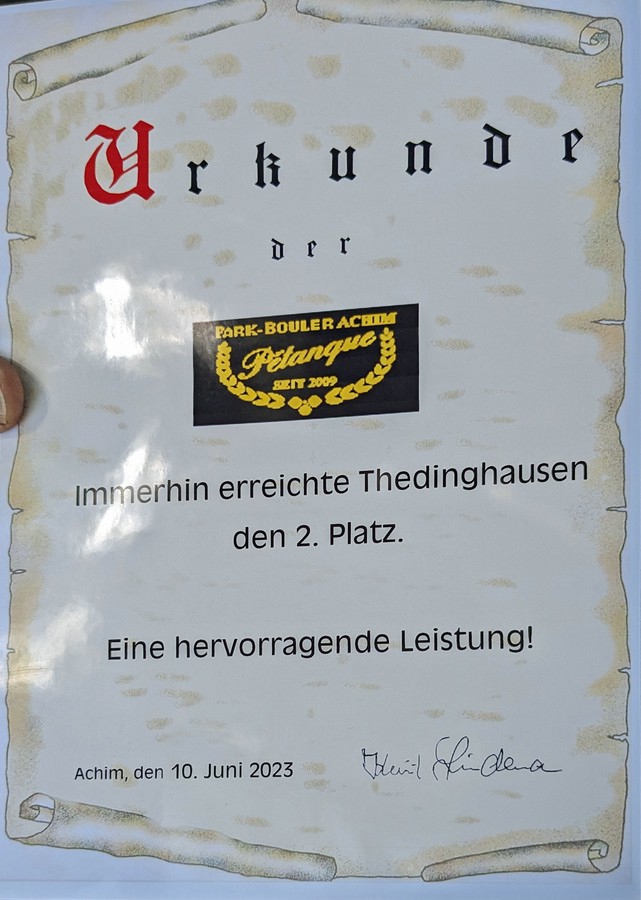 Urkunde
der
PARK-BOULER ACHIM
Pétanque
SEIT 2009
Immerhin erreichte Thedinghausen
den 2. Platz.
Eine hervorragende Leistung!
Achim, den 10. Juni 2023